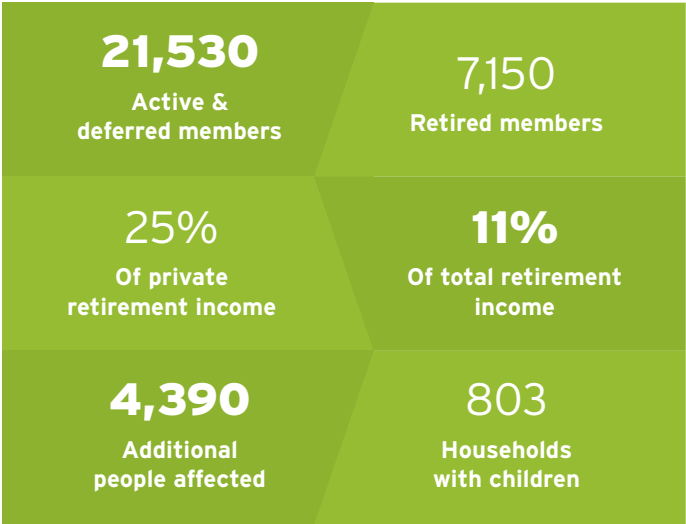 21,530
Active &
deferred members
7,150
Retired members
25%
Of private
retirement income
11%
Of total retirement
income
4,390
Additional
people affected
803
Households
with children